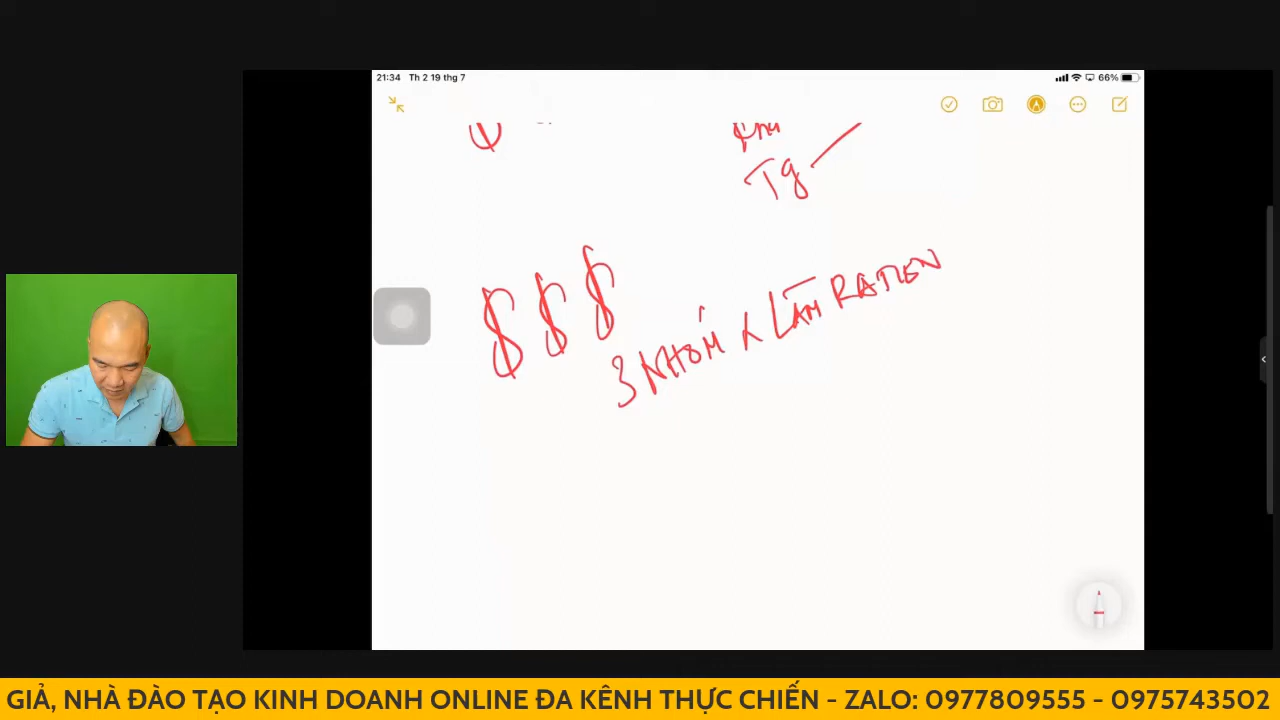 21:34 Th 2 19 thg 7
66%
Tg
$ $ $
3 NHÓM LÀM RA TIEN
GIẢ, NHÀ ĐÀO TẠO KINH DOANH ONLINE ĐA KÊNH THỰC CHIẾN - ZALO: 0977809555 - 0975743502